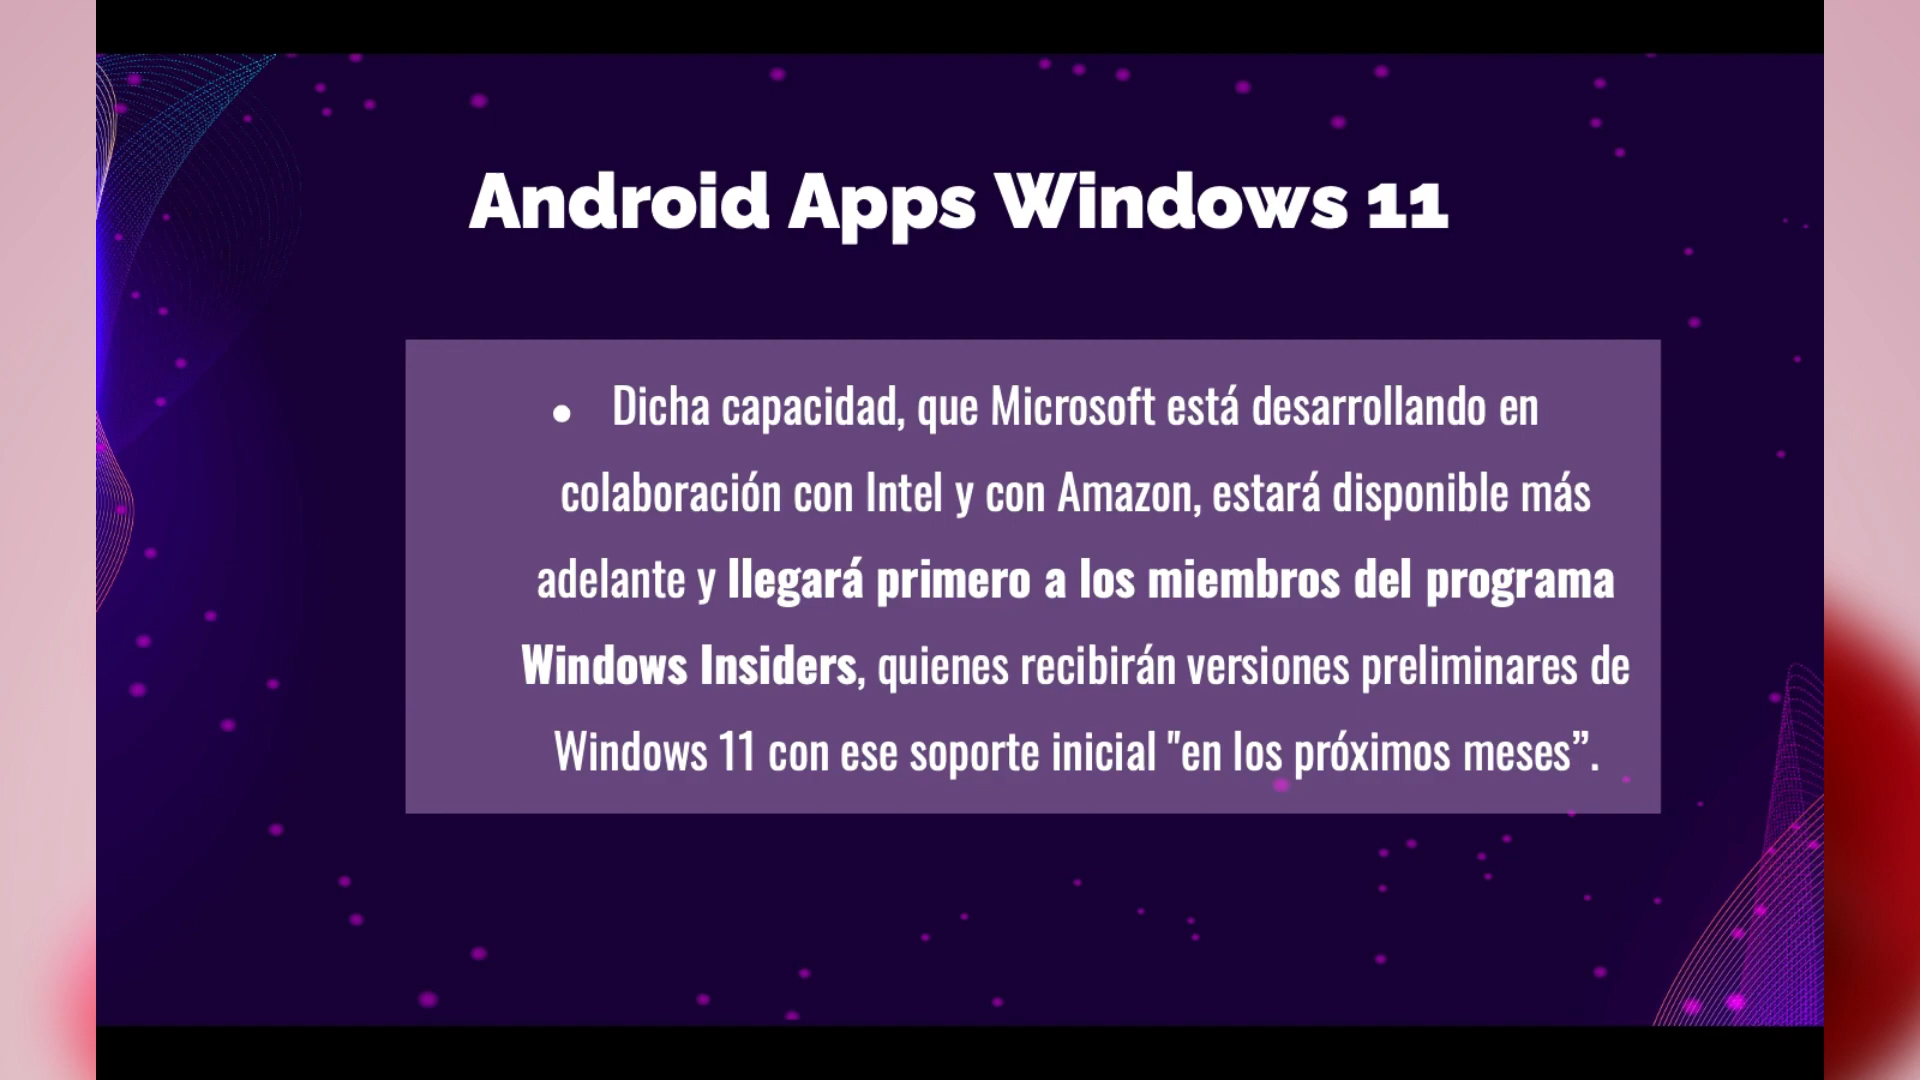 Android Apps Windows 11
● Dicha capacidad, que Microsoft está desarrollando en
colaboración con Intel y con Amazon, estará disponible más
adelante y llegará primero a los miembros del programa
Windows Insiders, quienes recibirán versiones preliminares de
Windows 11 con ese soporte inicial "en los próximos meses”.